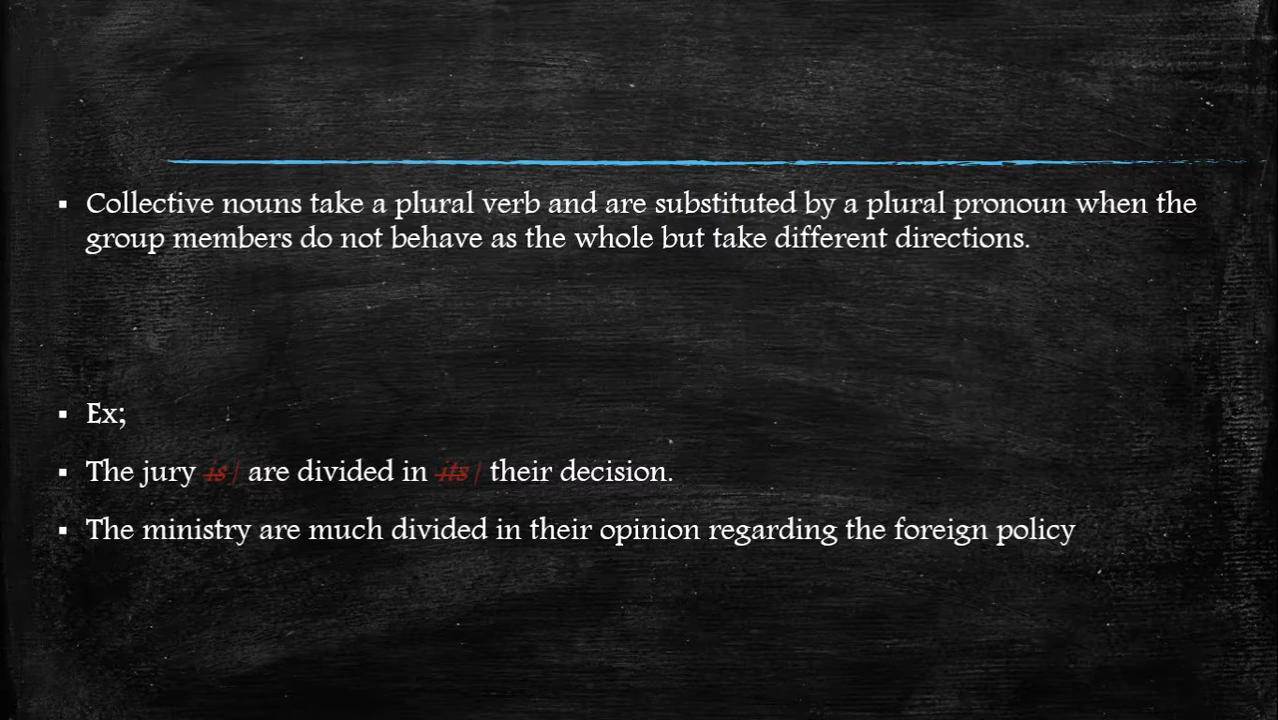 ▪ Collective nouns take a plural verb and are substituted by a plural pronoun when the
group members do not behave as the whole but take different directions.
▪ Ex;
▪ The jury is / are divided in its / their decision.
▪ The ministry are much divided in their opinion regarding the foreign policy